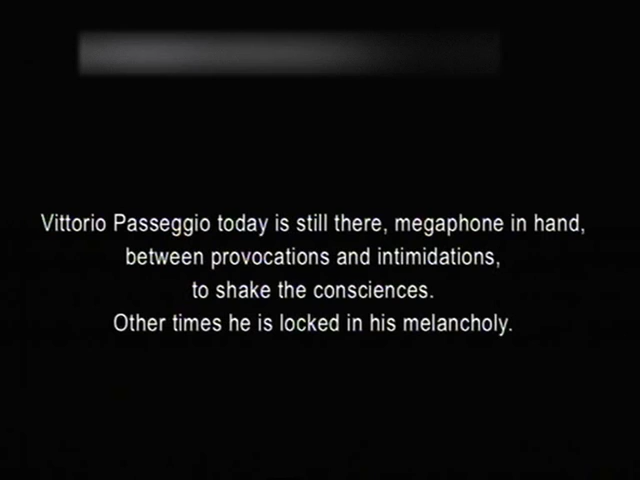 Vittorio Passeggio today is still there, megaphone in hand,
between provocations and intimidations,
to shake the consciences.
Other times he is locked in his melancholy.